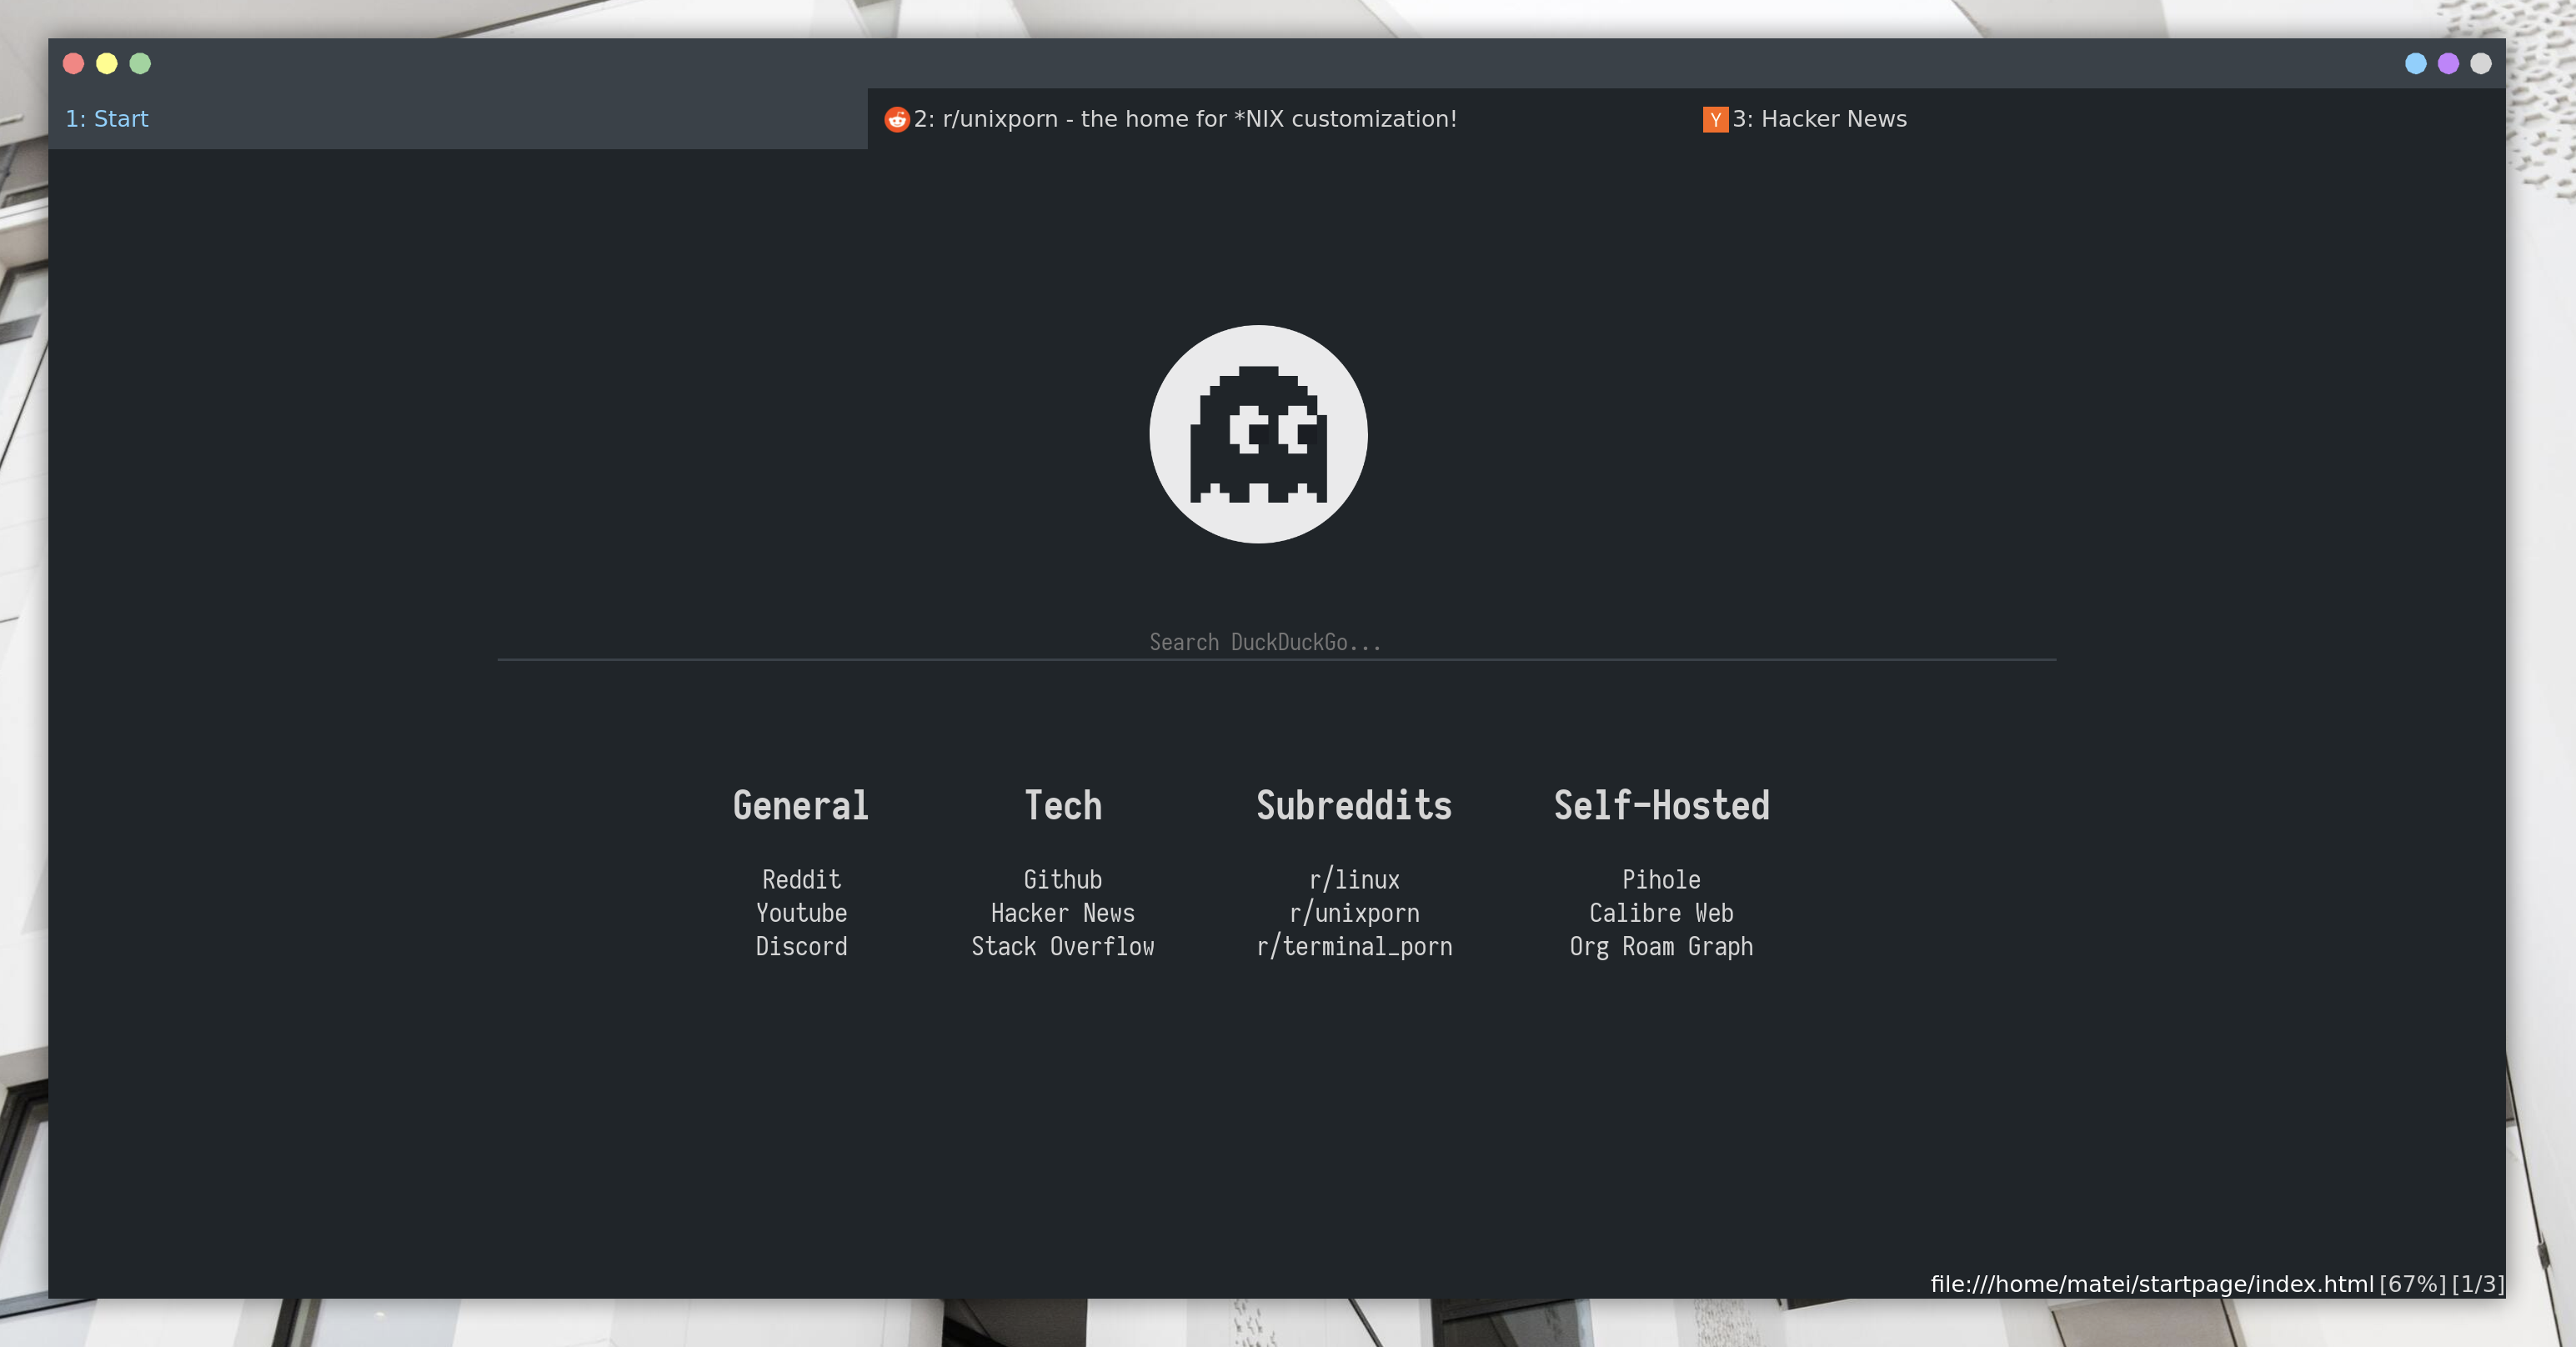 1: Start
2: r/unixporn - the home for *NIX customization!
Y
3: Hacker News
Search DuckDuckGo...
General
Reddit
Youtube
Discord
Tech
Github
Hacker News
Stack Overflow
Subreddits
r/linux
r/unixporn
r/terminal_porn
Self-Hosted
Pihole
Calibre Web
Org Roam Graph
file:///home/matei/startpage/index.html [67%] [1/3]